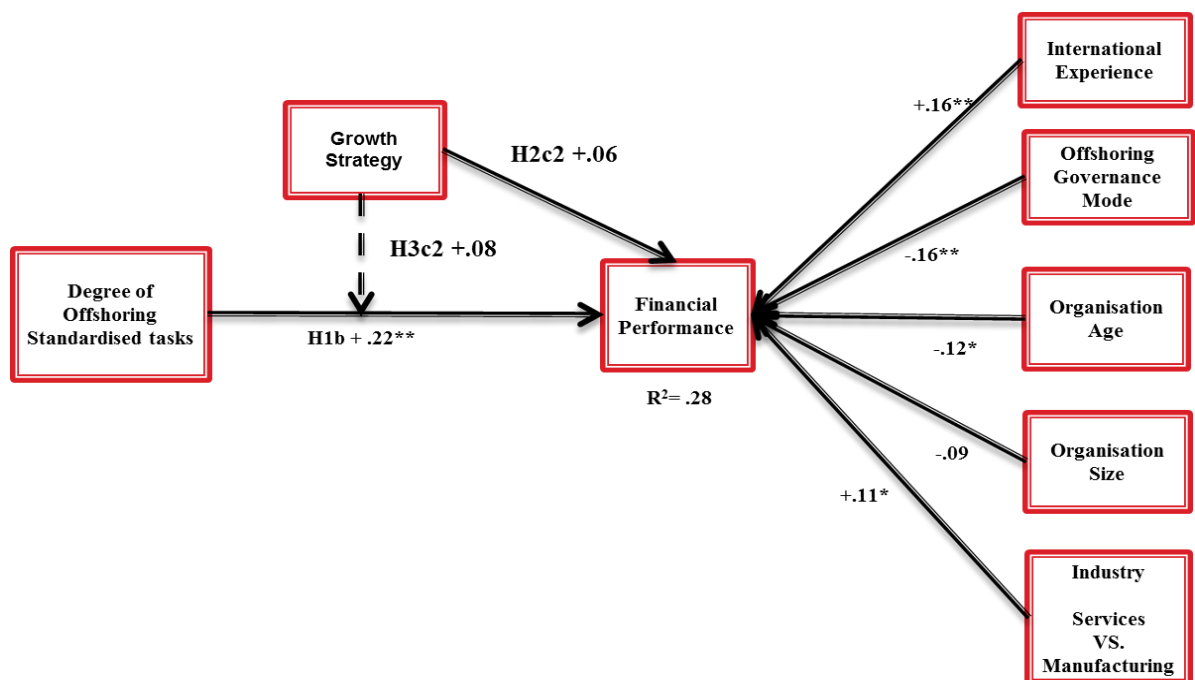 International
Experience
+.16**
Growth
Strategy
H2c2 +.06
Offshoring
Governance
Mode
H3c2 +.08
-.16**
Degree of
Offshoring
Standardised tasks
H1b + .22**
Financial
Performance
R²= .28
Organisation
Age
-.12*
Organisation
Size
-.09
+.11*
Industry
Services
VS.
Manufacturing